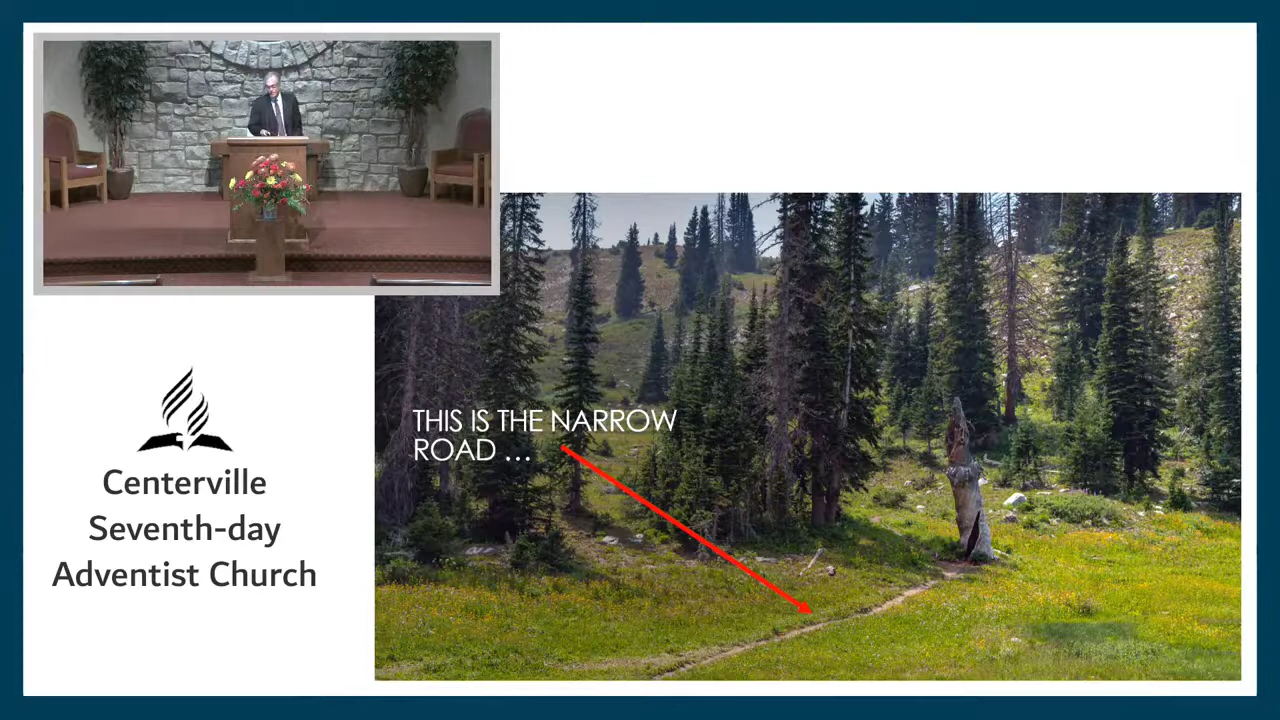 THIS IS THE NARROW
ROAD …
Centerville
Seventh-day
Adventist Church